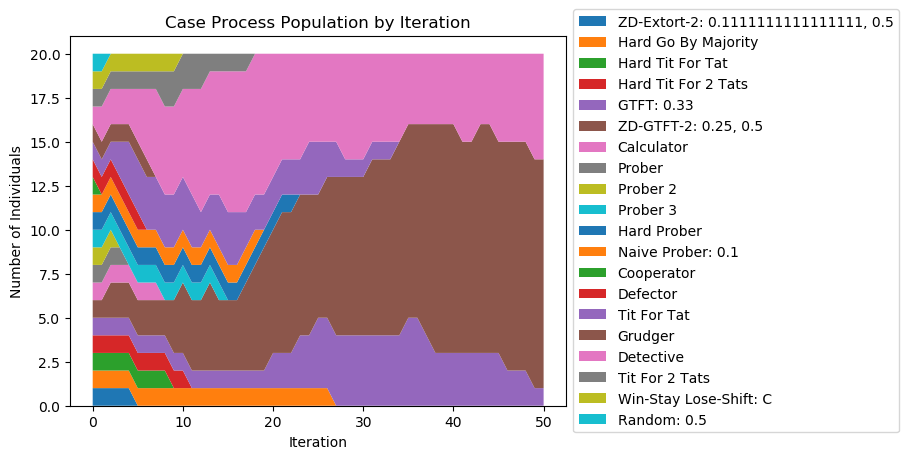 Case Process Population by Iteration
Number of Individuals
20.0
17.5
15.0
12.5
10.0
7.5
5.0
2.5
0.0
0 10 20 30 40 50
Iteration
ZD-Extort-2: 0.1111111111111111, 0.5
Hard Go By Majority
Hard Tit For Tat
Hard Tit For 2 Tats
GTFT: 0.33
ZD-GTFT-2: 0.25, 0.5
Calculator
Prober
Prober 2
Prober 3
Hard Prober
Naive Prober: 0.1
Cooperator
Defector
Tit For Tat
Grudger
Detective
Tit For 2 Tats
Win-Stay Lose-Shift: C
Random: 0.5